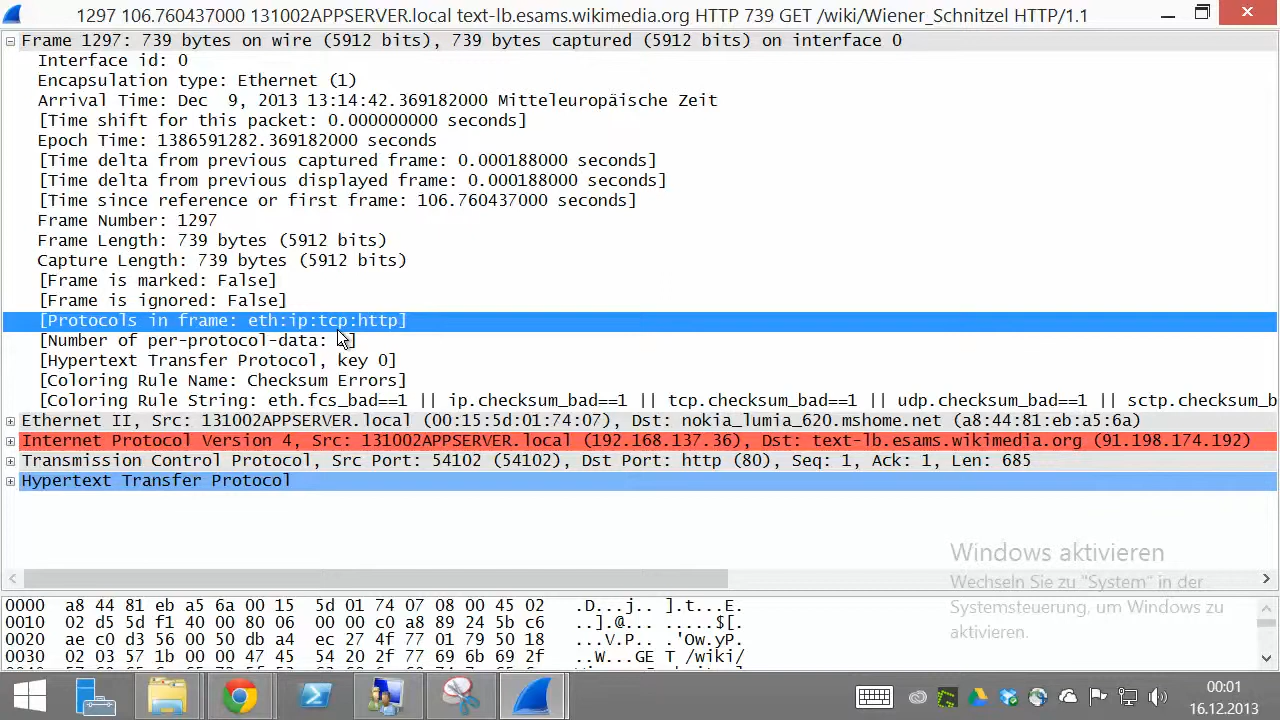 1297 106.760437000 131002APPSERVER.local text-lb.esams.wikimedia.org HTTP 739 GET /wiki/Wiener_Schnitzel HTTP/1.1
Frame 1297: 739 bytes on wire (5912 bits), 739 bytes captured (5912 bits) on interface 0
Interface id: 0
Encapsulation type: Ethernet (1)
Arrival Time: Dec  9, 2013 13:14:42.369182000 Mitteleuropäische Zeit
[Time shift for this packet: 0.000000000 seconds]
Epoch Time: 1386591282.369182000 seconds
[Time delta from previous captured frame: 0.000188000 seconds]
[Time delta from previous displayed frame: 0.000188000 seconds]
[Time since reference or first frame: 106.760437000 seconds]
Frame Number: 1297
Frame Length: 739 bytes (5912 bits)
Capture Length: 739 bytes (5912 bits)
[Frame is marked: False]
[Frame is ignored: False]
[Protocols in frame: eth:ip:tcp:http]
[Number of per-protocol-data: ]
[Hypertext Transfer Protocol, key 0]
[Coloring Rule Name: Checksum Errors]
[Coloring Rule String: eth.fcs_bad==1 || ip.checksum_bad==1 || tcp.checksum_bad==1 || udp.checksum_bad==1 || sctp.checksum_b
Ethernet II, Src: 131002APPSERVER.local (00:15:5d:01:74:07), Dst: nokia_lumia_620.mshome.net (a8:44:81:eb:a5:6a)
Internet Protocol Version 4, Src: 131002APPSERVER.local (192.168.137.36), Dst: text-lb.esams.wikimedia.org (91.198.174.192)
Transmission Control Protocol, Src Port: 54102 (54102), Dst Port: http (80), Seq: 1, Ack: 1, Len: 685
Hypertext Transfer Protocol
Windows aktivieren
Wechseln Sie zu "System" in der
Systemsteuerung, um Windows zu
aktivieren.
0000 a8 44 81 eb a5 6a 00 15 5d 01 74 07 08 00 45 02 .D...j.. ].t...E.
0010 02 d5 5d f1 40 00 80 06 00 00 c0 a8 89 24 5b c6 ..].@... .....$[.
0020 ae c0 d3 56 00 50 db a4 ec 27 4f 77 01 79 50 18 ...V.P.. .'Ow.yP.
0030 02 03 57 1b 00 00 47 45 54 20 2f 77 69 6b 69 2f ..W...GE T /wiki/
00:01
16.12.2013